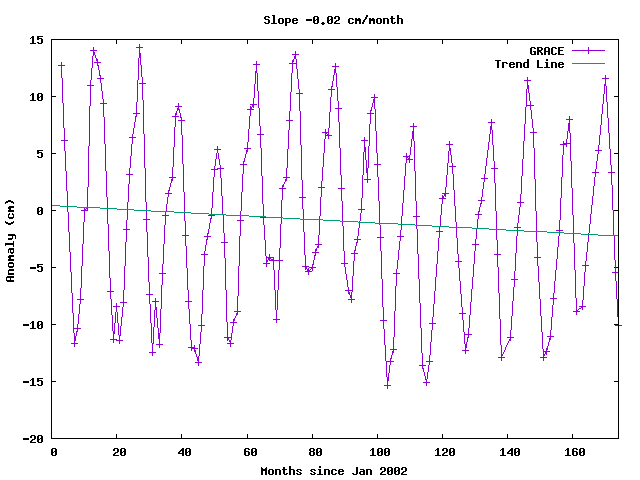 Slope -0.02 cm/month
GRACE
Trend Line
15
10
5
0
-5
-10
-15
-20
Anomaly (cm)
0 20 40 60 80 100 120 140 160
Months since Jan 2002